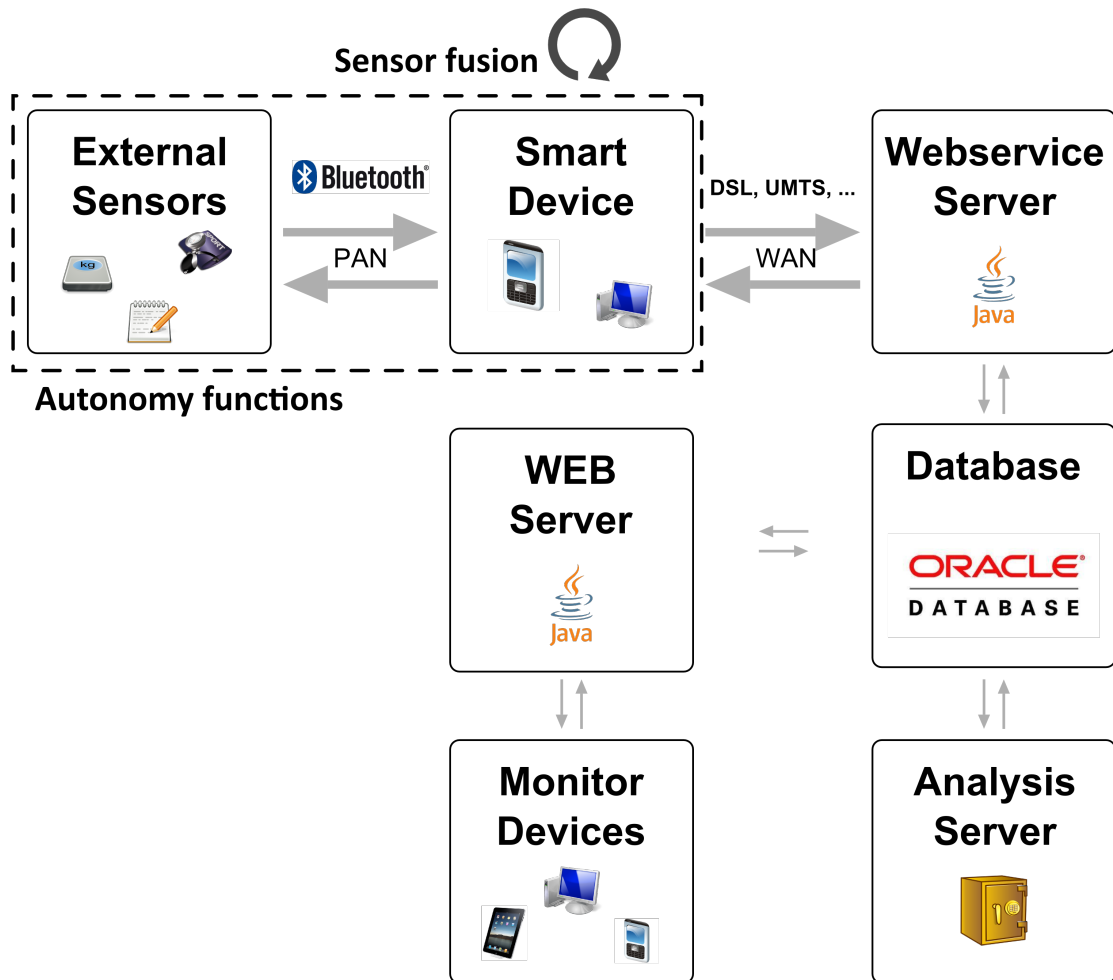 Sensor fusion
External
Sensors
kg
PORT
Bluetooth®
PAN
Smart
Device
DSL, UMTS, ...
WAN
Webservice
Server
Java
Autonomy functions
WEB
Server
Java
Database
ORACLE®
DATABASE
Monitor
Devices
Analysis
Server